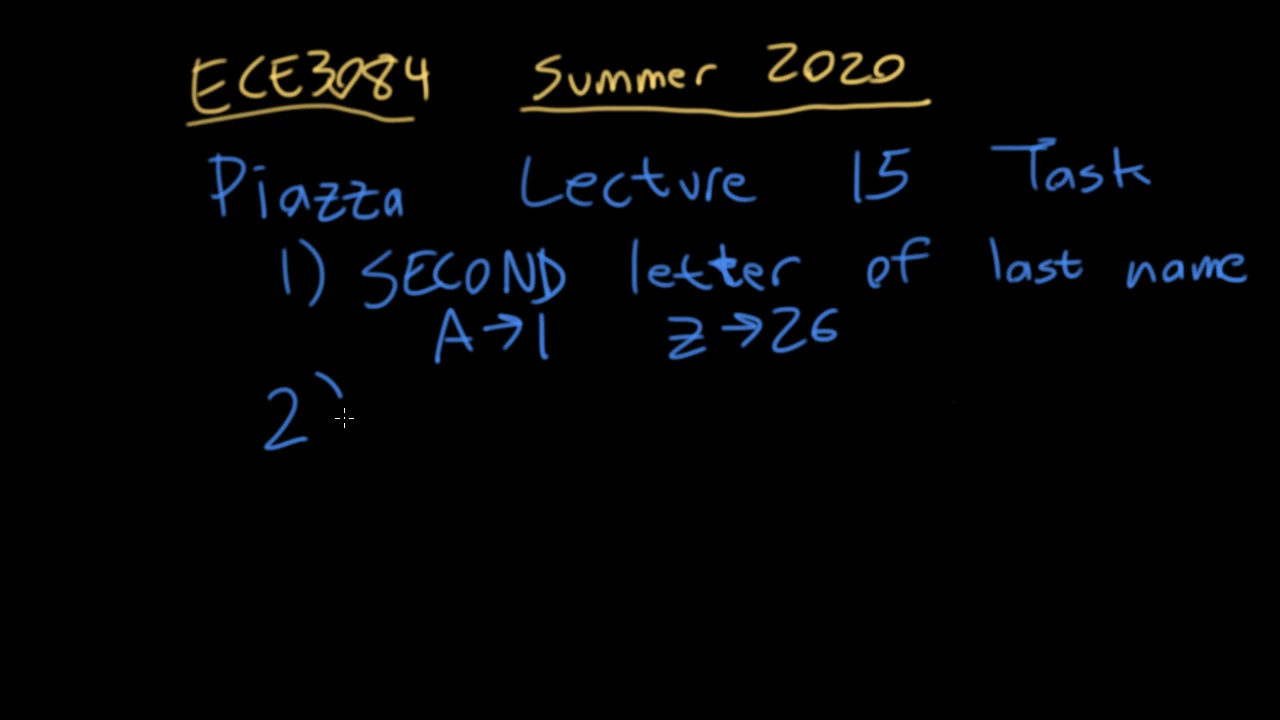 ECE3084 Summer 2020
Piazza Lecture 15 Task
1) SECOND letter of last name
A→1 Z→26
2)